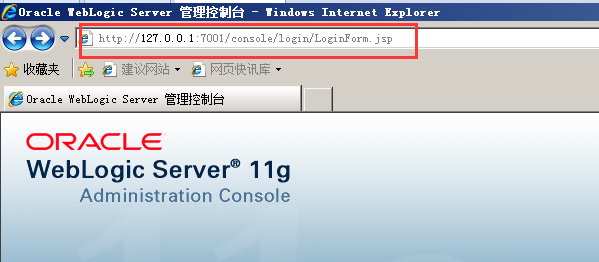 Oracle WebLogic Server 管理控制台 - Windows Internet Explorer
http://127.0.0.1:7001/console/login/LoginForm.jsp
收藏夹 建议网站 网页快讯库
Oracle WebLogic Server 管理控制台
ORACLE
WebLogic Server® 11g
Administration Console
11g